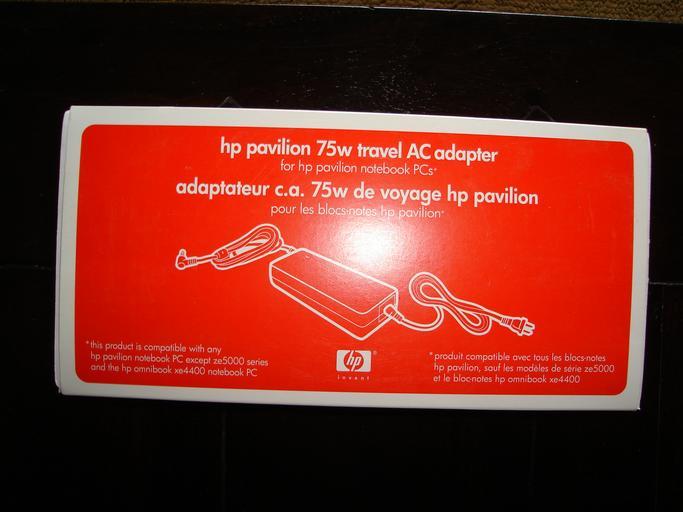 hp pavilion 75w travel AC adapter
for hp pavilion notebook PCs*
adaptateur c.a. 75w de voyage hp pavilion
pour les blocs-notes hp pavilion*
*this product is compatible with any
hp pavilion notebook PC except ze5000 series
and the hp omnibook xe4400 notebook PC
hp
invent
*produit compatible avec tous les blocs-notes
hp pavilion, sauf les modèles de série ze5000
et le bloc-notes hp omnibook xe4400